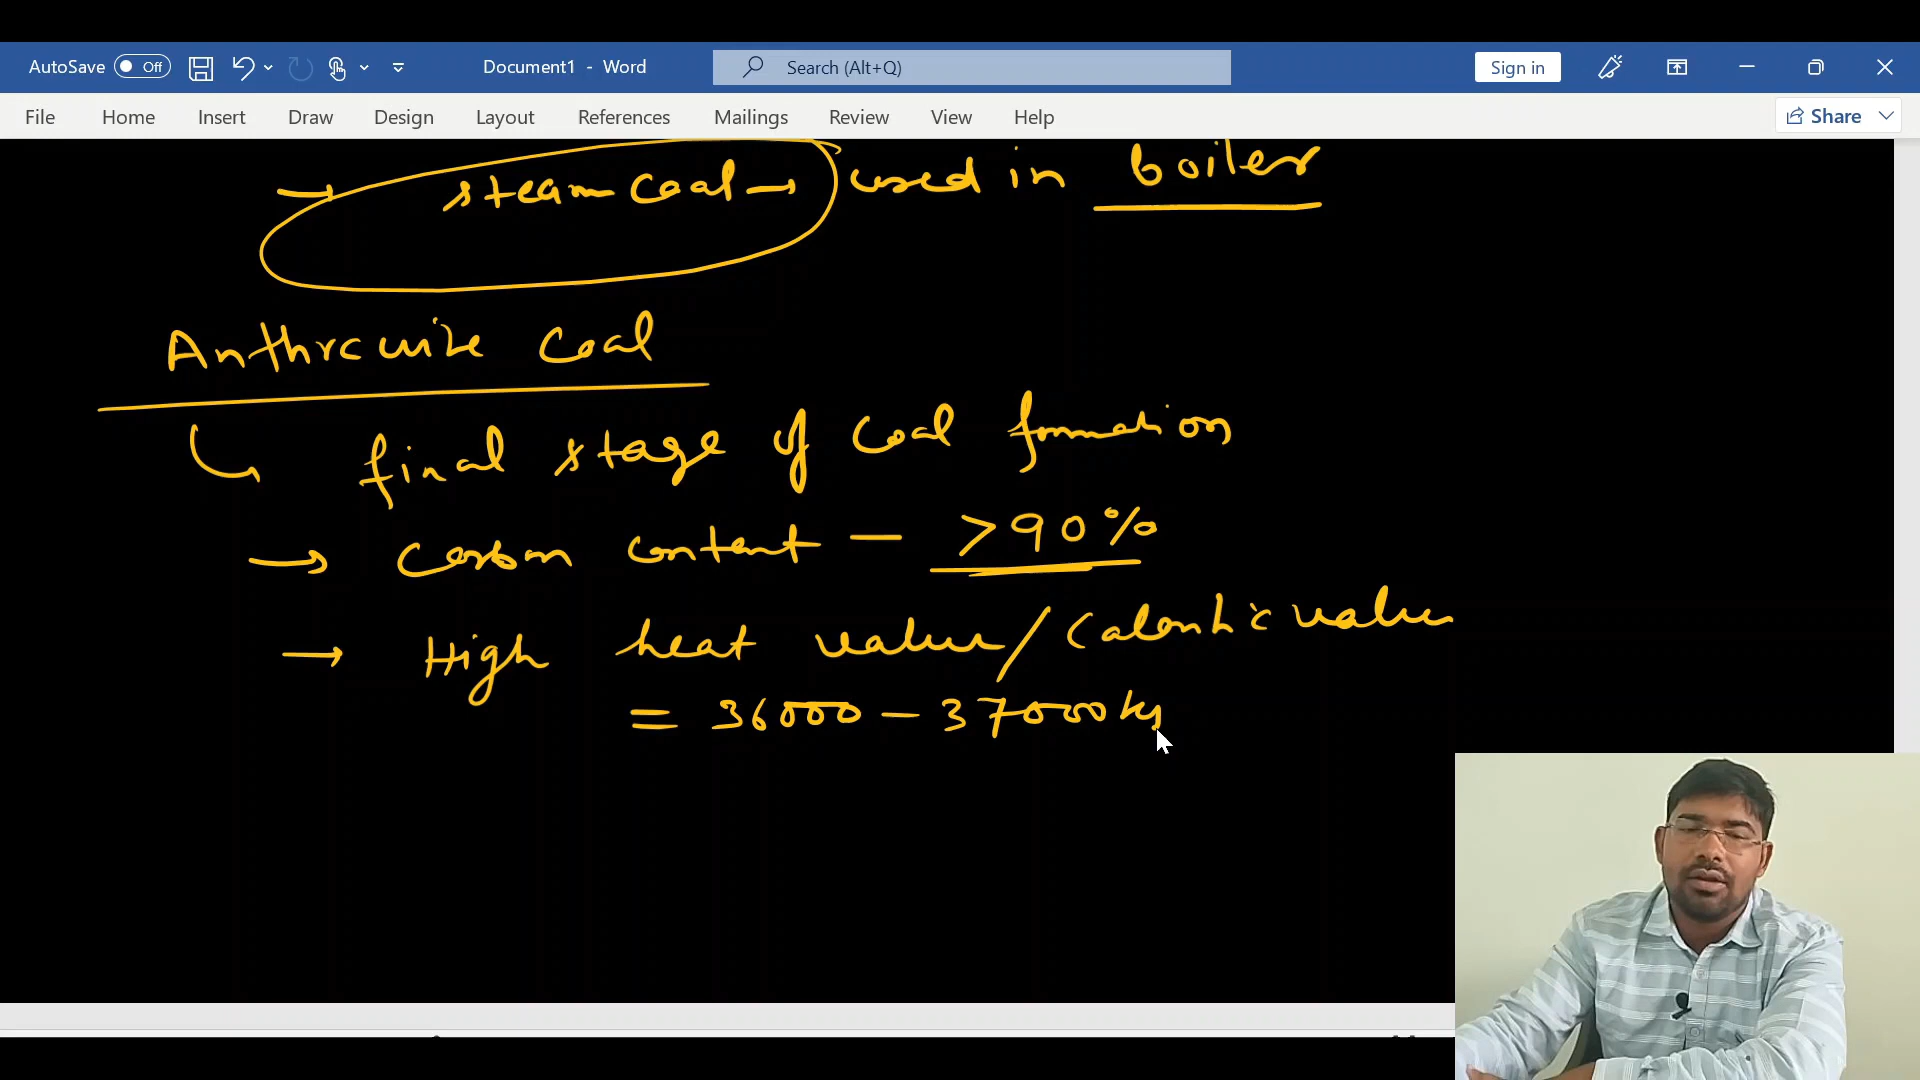 AutoSave Off Document1 - Word Search (Alt+Q) Sign in
File Home Insert Draw Design Layout References Mailings Review View Help Share
→ steam coal → used in boiler
Anthracite Coal
final stage of coal formation
→ Carbon content - >90%
→ High heat value/Calorific value
= 36000 - 37000 kJ